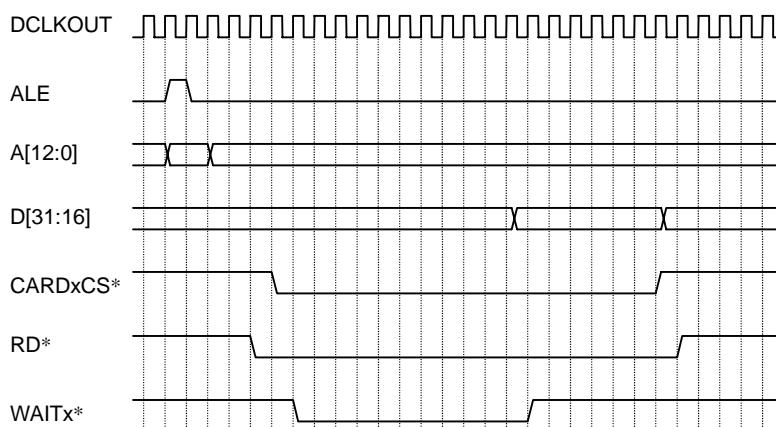 DCLKOUT
ALE
A[12:0]
D[31:16]
CARDxCS*
RD*
WAITx*